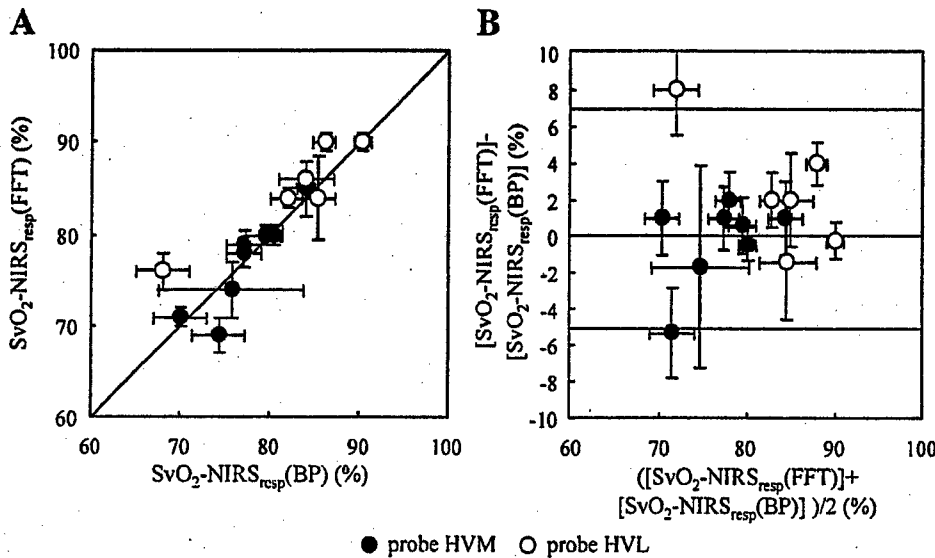 A
SvO2-NIRSresp(FFT) (%)
100
90
80
70
60
60 70 80 90 100
SvO2-NIRSresp(BP) (%)
B
[SvO2-NIRSresp(FFT)]-
[SvO2-NIRSresp(BP)] (%)
10
8
6
4
2
0
-2
-4
-6
-8
-10
60 70 80 90 100
([SvO2-NIRSresp(FFT)]+
[SvO2-NIRSresp(BP)] )/2 (%)
● probe HVM ○ probe HVL